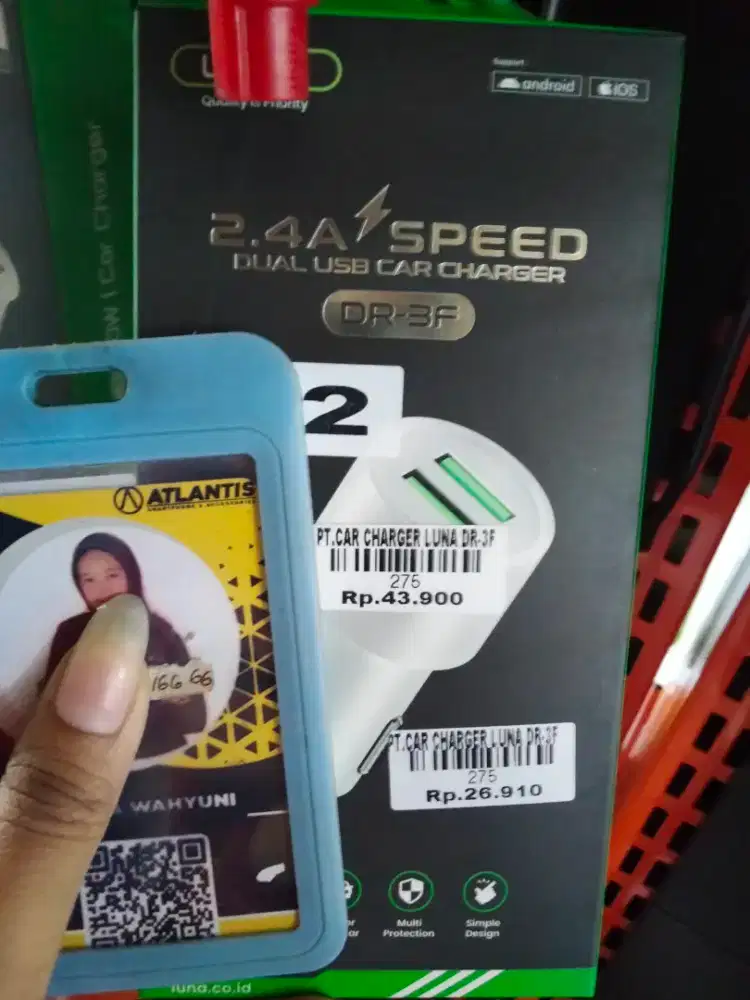 Quality is Priority
Support
android
iOS
2.4A SPEED
DUAL USB CAR CHARGER
DR-3F
Car Charger
2
PT.CAR CHARGER LUNA DR-3F
275
Rp.43.900
PT.CAR CHARGER LUNA DR-3F
275
Rp.26.910
ATLANTIS
166 66
WAHYUNI
Multi
Protection
Simple
Design
luna.co.id